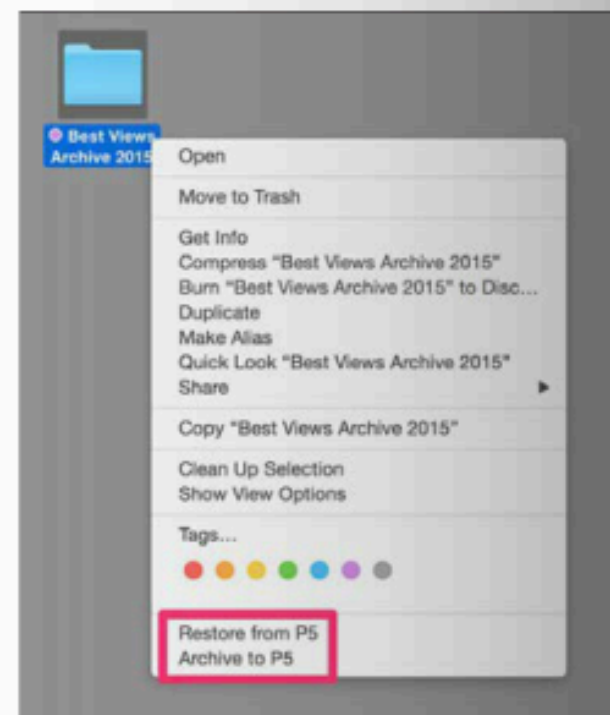 Best Views
Archive 2015
Open
Move to Trash
Get Info
Compress "Best Views Archive 2015"
Burn "Best Views Archive 2015" to Disc...
Duplicate
Make Alias
Quick Look "Best Views Archive 2015"
Share
Copy "Best Views Archive 2015"
Clean Up Selection
Show View Options
Tags...
Restore from P5
Archive to P5